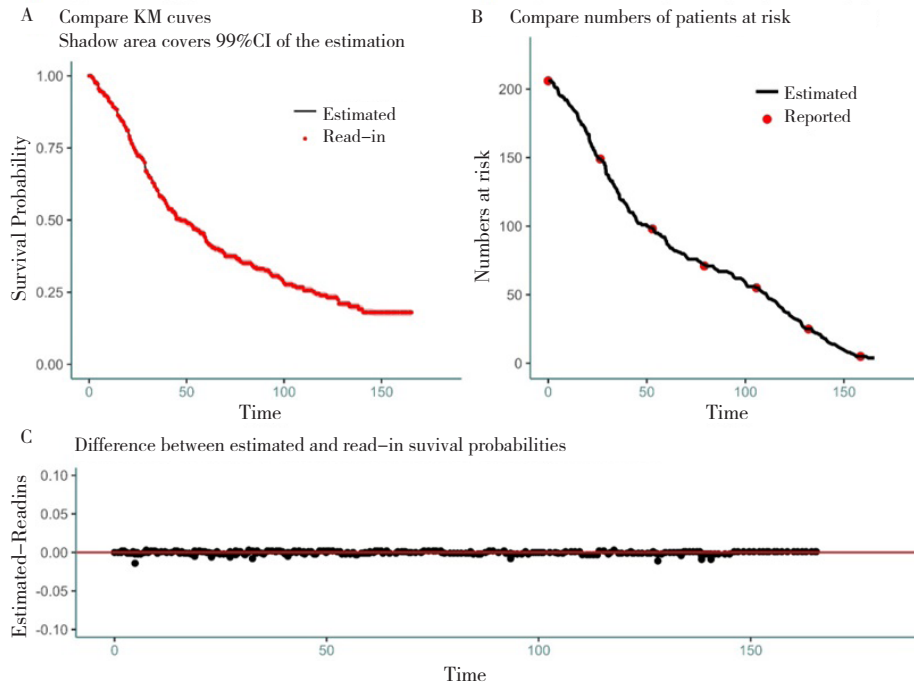 A
Compare KM cuves
Shadow area covers 99%CI of the estimation
Survival Probability
1.00
0.75
0.50
0.25
0.00
Estimated
Read-in
0
50
100
150
Time
B
Compare numbers of patients at risk
Numbers at risk
200
150
100
50
0
Estimated
Reported
0
50
100
150
Time
C
Difference between estimated and read-in suvival probabilities
Estimated-Readins
0.10
0.05
0.00
-0.05
-0.10
0
50
100
150
Time